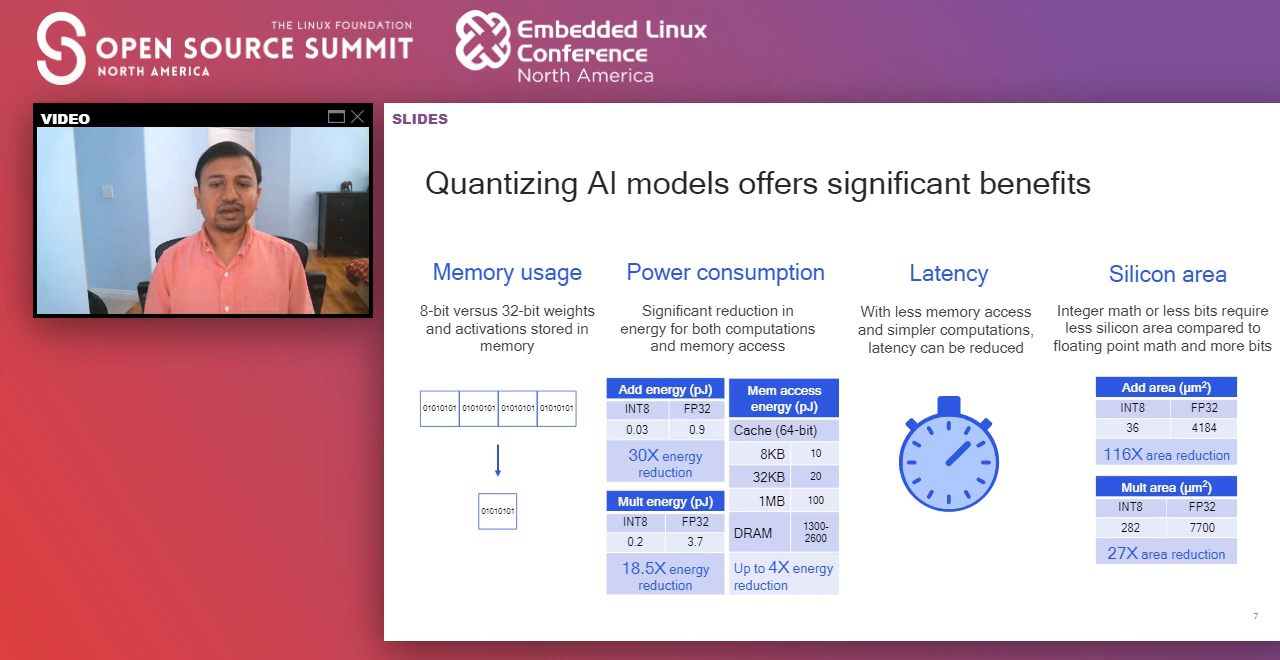 THE LINUX FOUNDATION
OPEN SOURCE SUMMIT
NORTH AMERICA
Embedded Linux
Conference
North America
VIDEO
SLIDES
Quantizing AI models offers significant benefits
Memory usage
8-bit versus 32-bit weights
and activations stored in
memory
01010101 01010101 01010101 01010101
01010101
Power consumption
Significant reduction in
energy for both computations
and memory access
Add energy (pJ)
INT8 FP32
0.03 0.9
30X energy
reduction
Mult energy (pJ)
INT8 FP32
0.2 3.7
18.5X energy
reduction
Mem access
energy (pJ)
Cache (64-bit)
8KB 10
32KB 20
1MB 100
DRAM 1300-
2600
Up to 4X energy
reduction
Latency
With less memory access
and simpler computations,
latency can be reduced
Silicon area
Integer math or less bits require
less silicon area compared to
floating point math and more bits
Add area (µm²)
INT8 FP32
36 4184
116X area reduction
Mult area (µm²)
INT8 FP32
282 7700
27X area reduction
7